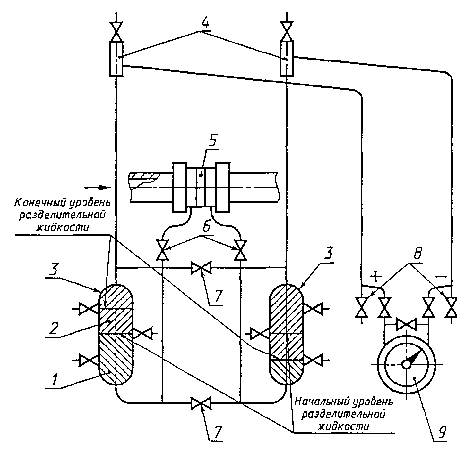 4
5
Конечный уровень
разделительной
жидкости
6
3
7
3
+
8
−
2
1
Начальный уровень
разделительной
жидкости
7
9